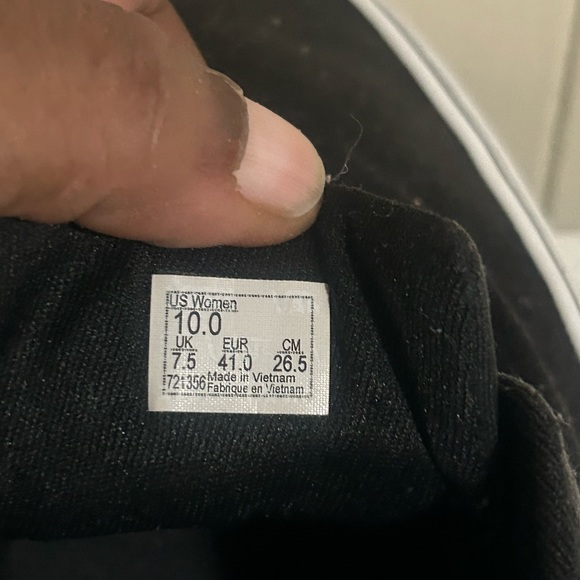 US Women
10.0
UK EUR CM
7.5 41.0 26.5
721356 Made in Vietnam
Fabrique en Vietnam